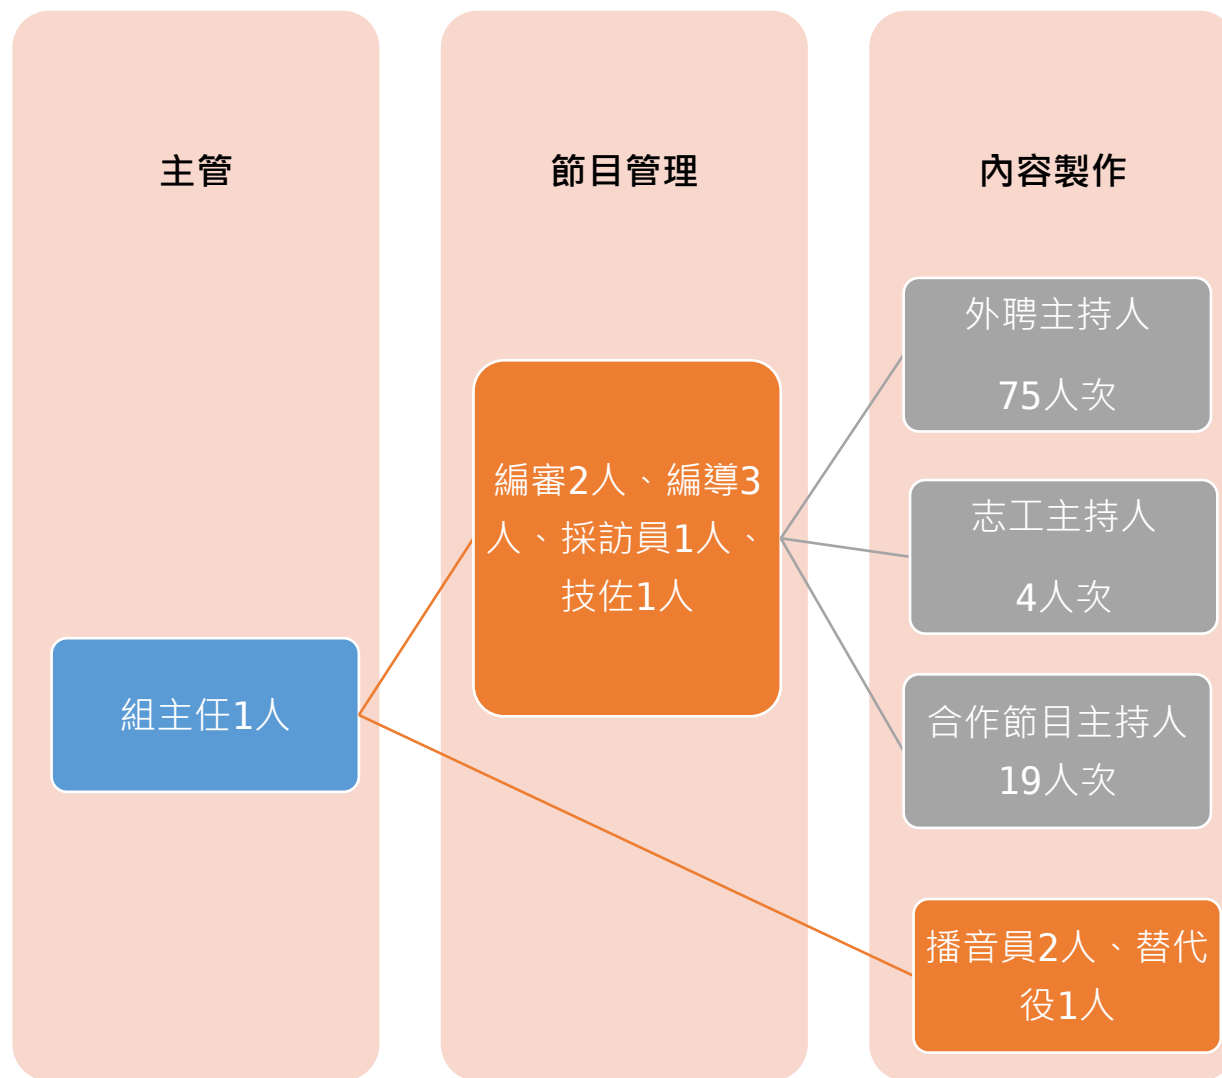 主管
節目管理
內容製作
組主任1人
編審2人、編導3
人、採訪員1人、
技佐1人
外聘主持人
75人次
志工主持人
4人次
合作節目主持人
19人次
播音員2人、替代
役1人